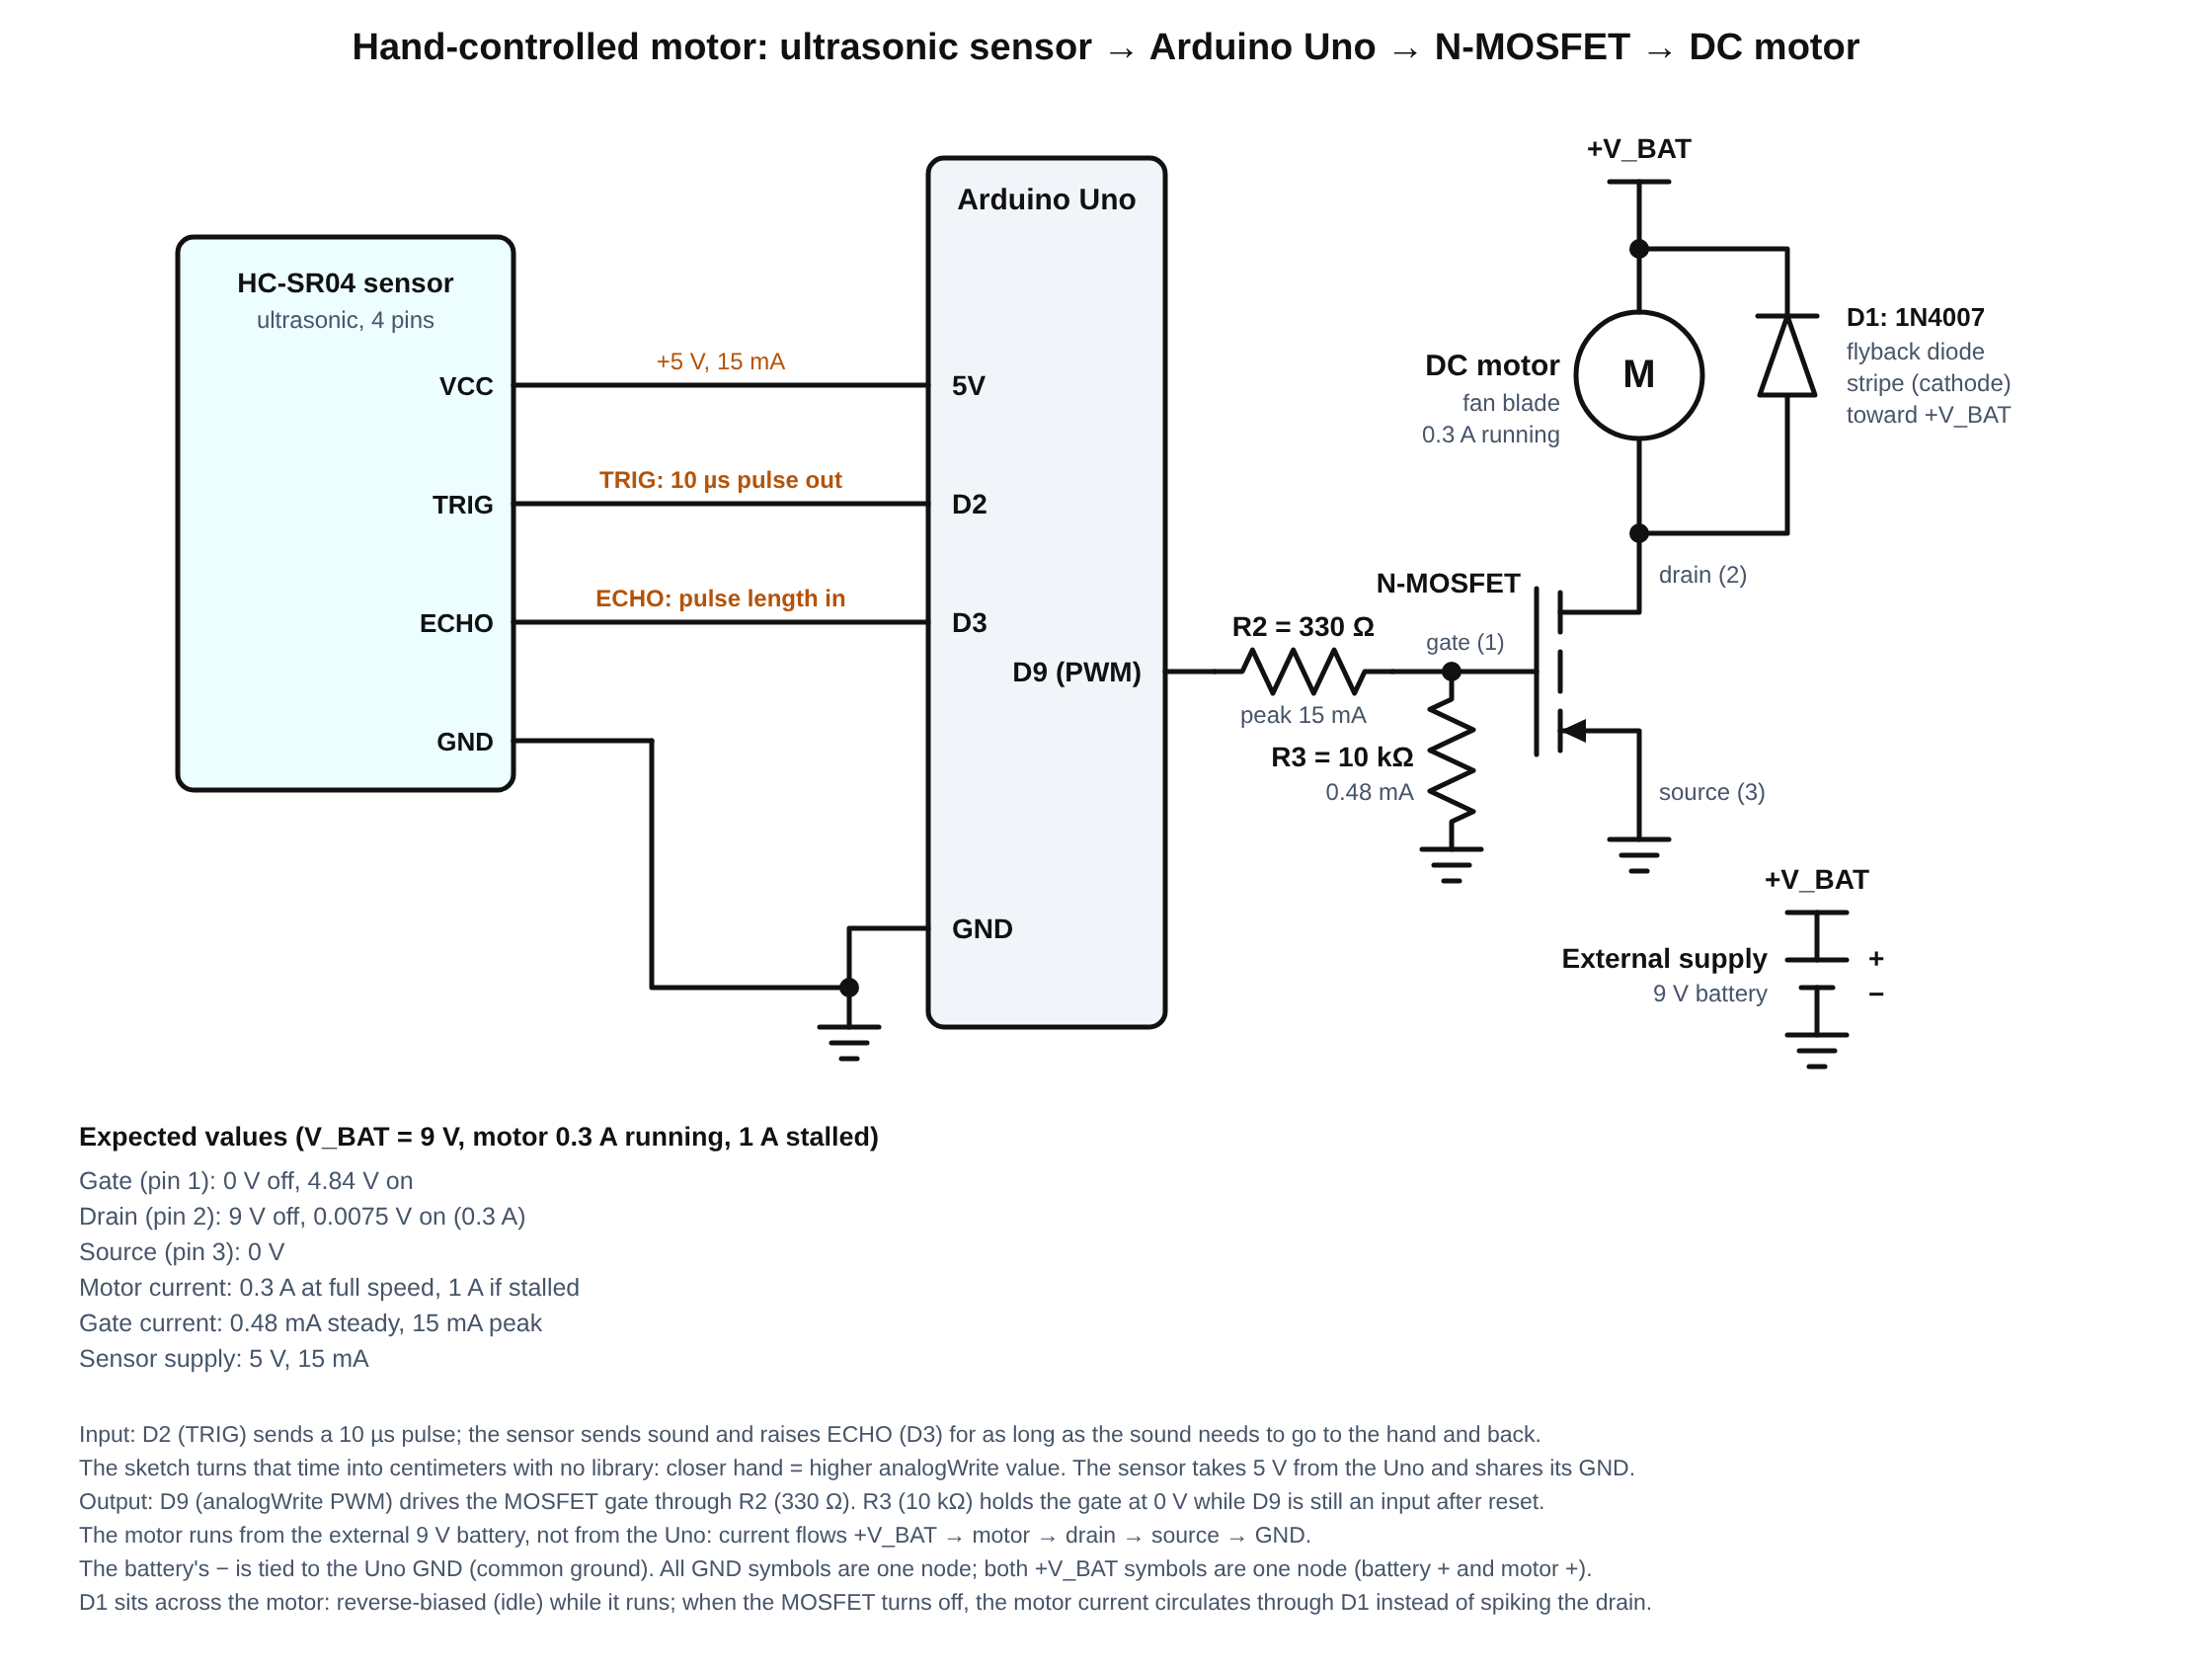 Hand-controlled motor: ultrasonic sensor → Arduino Uno → N-MOSFET → DC motor
HC-SR04 sensor
ultrasonic, 4 pins
VCC
TRIG
ECHO
GND
+5 V, 15 mA
TRIG: 10 µs pulse out
ECHO: pulse length in
Arduino Uno
5V
D2
D3
D9 (PWM)
GND
R2 = 330 Ω
peak 15 mA
R3 = 10 kΩ
0.48 mA
N-MOSFET
gate (1)
drain (2)
source (3)
+V_BAT
DC motor
fan blade
0.3 A running
M
D1: 1N4007
flyback diode
stripe (cathode)
toward +V_BAT
+V_BAT
External supply
9 V battery
+
−
Expected values (V_BAT = 9 V, motor 0.3 A running, 1 A stalled)
Gate (pin 1): 0 V off, 4.84 V on
Drain (pin 2): 9 V off, 0.0075 V on (0.3 A)
Source (pin 3): 0 V
Motor current: 0.3 A at full speed, 1 A if stalled
Gate current: 0.48 mA steady, 15 mA peak
Sensor supply: 5 V, 15 mA
Input: D2 (TRIG) sends a 10 µs pulse; the sensor sends sound and raises ECHO (D3) for as long as the sound needs to go to the hand and back.
The sketch turns that time into centimeters with no library: closer hand = higher analogWrite value. The sensor takes 5 V from the Uno and shares its GND.
Output: D9 (analogWrite PWM) drives the MOSFET gate through R2 (330 Ω). R3 (10 kΩ) holds the gate at 0 V while D9 is still an input after reset.
The motor runs from the external 9 V battery, not from the Uno: current flows +V_BAT → motor → drain → source → GND.
The battery's − is tied to the Uno GND (common ground). All GND symbols are one node; both +V_BAT symbols are one node (battery + and motor +).
D1 sits across the motor: reverse-biased (idle) while it runs; when the MOSFET turns off, the motor current circulates through D1 instead of spiking the drain.